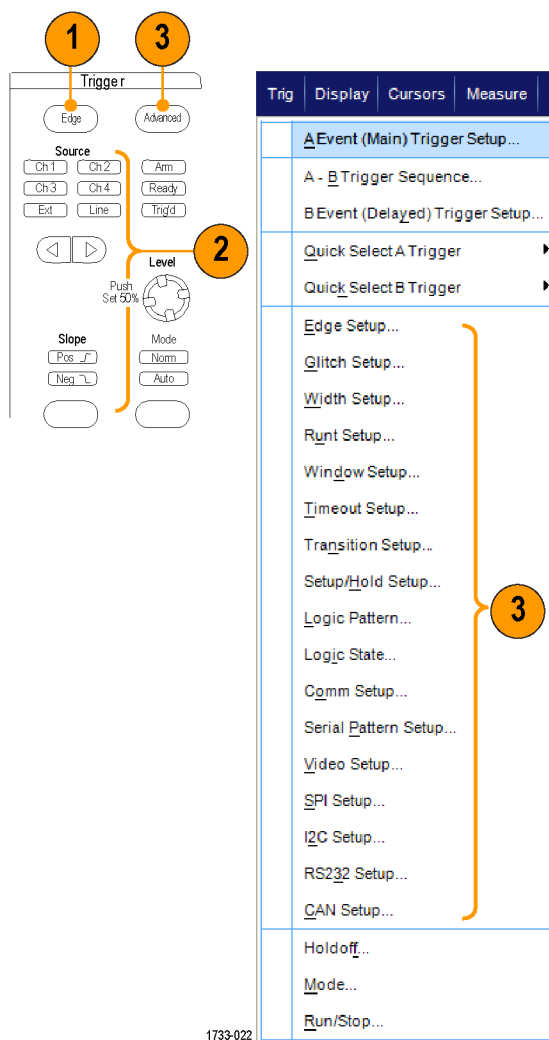 1
3
Trigger
Edge
Advanced
Source
Ch 1 Ch 2
Arm
Ch 3 Ch 4
Ready
Ext Line
Trig'd
2
Level
Push
Set 50%
Slope
Mode
Pos
Norm
Neg
Auto
Trig Display Cursors Measure
A Event (Main) Trigger Setup...
A - B Trigger Sequence...
B Event (Delayed) Trigger Setup...
Quick Select A Trigger
Quick Select B Trigger
Edge Setup...
Glitch Setup...
Width Setup...
Runt Setup...
Window Setup...
Timeout Setup...
Transition Setup...
Setup/Hold Setup...
3
Logic Pattern...
Logic State...
Comm Setup...
Serial Pattern Setup...
Video Setup...
SPI Setup...
I2C Setup...
RS232 Setup...
CAN Setup...
Holdoff...
Mode...
Run/Stop...
1733-022